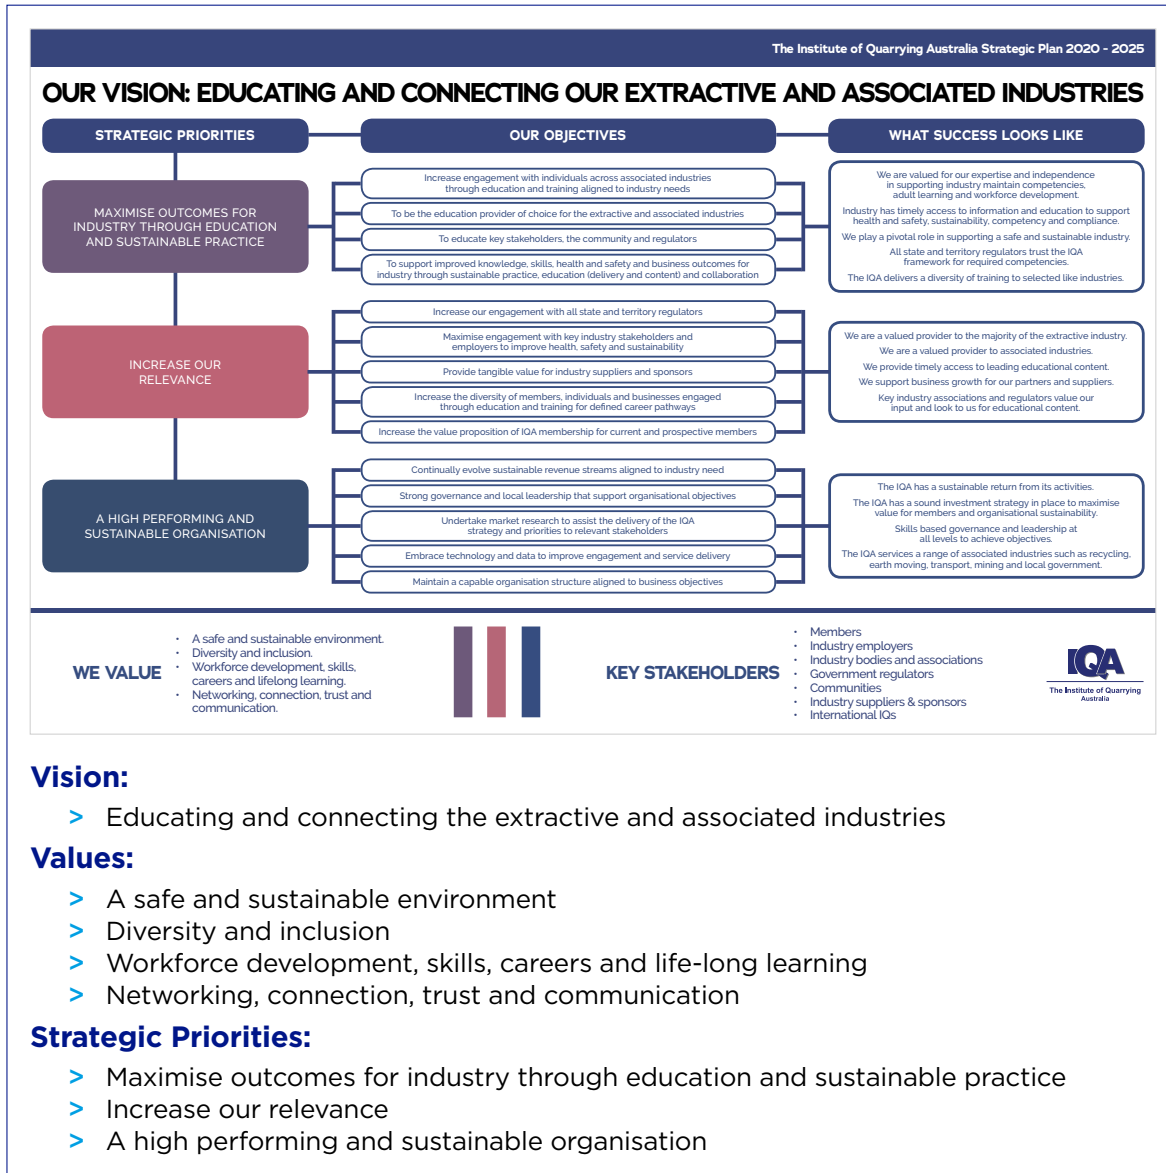 The Institute of Quarrying Australia Strategic Plan 2020 - 2025
OUR VISION: EDUCATING AND CONNECTING OUR EXTRACTIVE AND ASSOCIATED INDUSTRIES
STRATEGIC PRIORITIES
OUR OBJECTIVES
WHAT SUCCESS LOOKS LIKE
MAXIMISE OUTCOMES FOR
INDUSTRY THROUGH EDUCATION
AND SUSTAINABLE PRACTICE
Increase engagement with individuals across associated industries
through education and training aligned to industry needs
To be the education provider of choice for the extractive and associated industries
To educate key stakeholders, the community and regulators
To support improved knowledge, skills, health and safety and business outcomes for
industry through sustainable practice, education (delivery and content) and collaboration
We are valued for our expertise and independence
in supporting industry maintain competencies,
adult learning and workforce development.
Industry has timely access to information and education to support
health and safety, sustainability, competency and compliance.
We play a pivotal role in supporting a safe and sustainable industry.
All state and territory regulators trust the IQA
framework for required competencies.
The IQA delivers a diversity of training to selected like industries.
INCREASE OUR
RELEVANCE
Increase our engagement with all state and territory regulators
Maximise engagement with key industry stakeholders and
employers to improve health, safety and sustainability
Provide tangible value for industry suppliers and sponsors
Increase the diversity of members, individuals and businesses engaged
through education and training for defined career pathways
Increase the value proposition of IQA membership for current and prospective members
We are a valued provider to the majority of the extractive industry.
We are a valued provider to associated industries.
We provide timely access to leading educational content.
We support business growth for our partners and suppliers.
Key industry associations and regulators value our
input and look to us for educational content.
A HIGH PERFORMING AND
SUSTAINABLE ORGANISATION
Continually evolve sustainable revenue streams aligned to industry need
Strong governance and local leadership that support organisational objectives
Undertake market research to assist the delivery of the IQA
strategy and priorities to relevant stakeholders
Embrace technology and data to improve engagement and service delivery
Maintain a capable organisation structure aligned to business objectives
The IQA has a sustainable return from its activities.
The IQA has a sound investment strategy in place to maximise
value for members and organisational sustainability.
Skills based governance and leadership at
all levels to achieve objectives.
The IQA services a range of associated industries such as recycling,
earth moving, transport, mining and local government.
WE VALUE
• A safe and sustainable environment.
• Diversity and inclusion.
• Workforce development, skills,
careers and lifelong learning.
• Networking, connection, trust and
communication.
KEY STAKEHOLDERS
• Members
• Industry employers
• Industry bodies and associations
• Government regulators
• Communities
• Industry suppliers & sponsors
• International IQs
IQA
The Institute of Quarrying
Australia
Vision:
> Educating and connecting the extractive and associated industries
Values:
> A safe and sustainable environment
> Diversity and inclusion
> Workforce development, skills, careers and life-long learning
> Networking, connection, trust and communication
Strategic Priorities:
> Maximise outcomes for industry through education and sustainable practice
> Increase our relevance
> A high performing and sustainable organisation